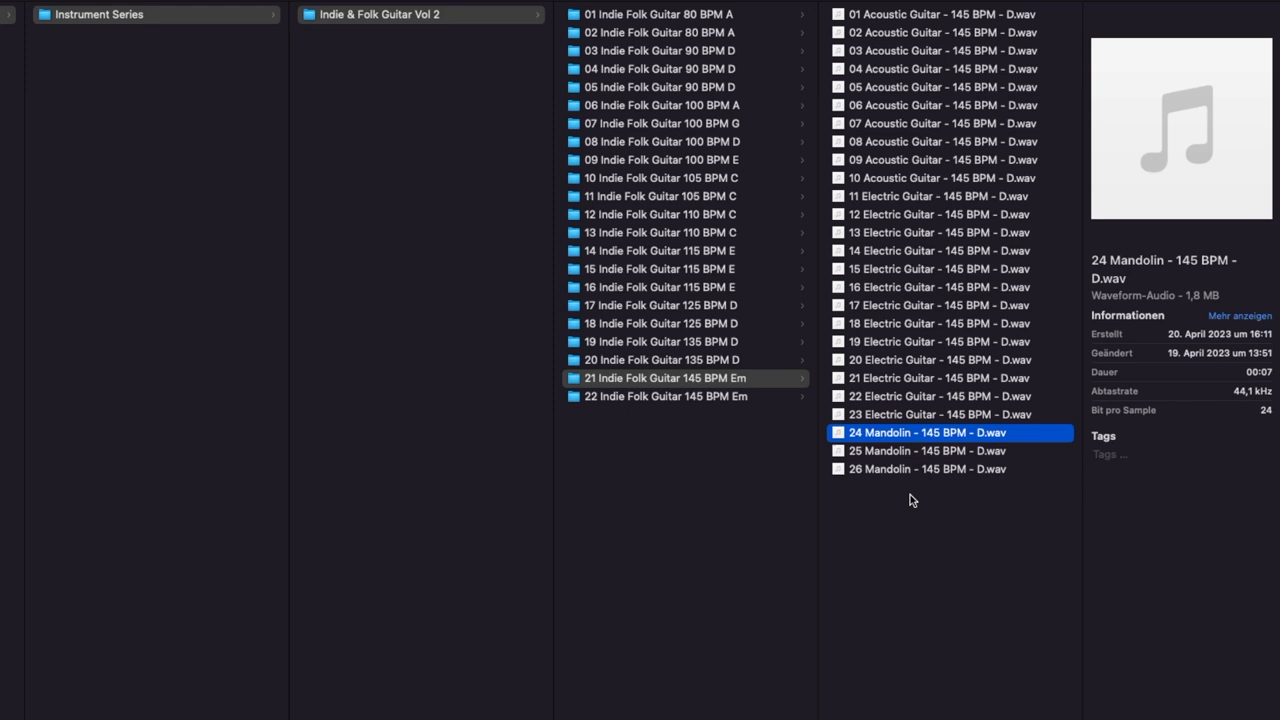 Instrument Series
Indie & Folk Guitar Vol 2
01 Indie Folk Guitar 80 BPM A
02 Indie Folk Guitar 80 BPM A
03 Indie Folk Guitar 90 BPM D
04 Indie Folk Guitar 90 BPM D
05 Indie Folk Guitar 90 BPM D
06 Indie Folk Guitar 100 BPM A
07 Indie Folk Guitar 100 BPM G
08 Indie Folk Guitar 100 BPM D
09 Indie Folk Guitar 100 BPM E
10 Indie Folk Guitar 105 BPM C
11 Indie Folk Guitar 105 BPM C
12 Indie Folk Guitar 110 BPM C
13 Indie Folk Guitar 110 BPM C
14 Indie Folk Guitar 115 BPM E
15 Indie Folk Guitar 115 BPM E
16 Indie Folk Guitar 115 BPM E
17 Indie Folk Guitar 125 BPM D
18 Indie Folk Guitar 125 BPM D
19 Indie Folk Guitar 135 BPM D
20 Indie Folk Guitar 135 BPM D
21 Indie Folk Guitar 145 BPM Em
22 Indie Folk Guitar 145 BPM Em
01 Acoustic Guitar - 145 BPM - D.wav
02 Acoustic Guitar - 145 BPM - D.wav
03 Acoustic Guitar - 145 BPM - D.wav
04 Acoustic Guitar - 145 BPM - D.wav
05 Acoustic Guitar - 145 BPM - D.wav
06 Acoustic Guitar - 145 BPM - D.wav
07 Acoustic Guitar - 145 BPM - D.wav
08 Acoustic Guitar - 145 BPM - D.wav
09 Acoustic Guitar - 145 BPM - D.wav
10 Acoustic Guitar - 145 BPM - D.wav
11 Electric Guitar - 145 BPM - D.wav
12 Electric Guitar - 145 BPM - D.wav
13 Electric Guitar - 145 BPM - D.wav
14 Electric Guitar - 145 BPM - D.wav
15 Electric Guitar - 145 BPM - D.wav
16 Electric Guitar - 145 BPM - D.wav
17 Electric Guitar - 145 BPM - D.wav
18 Electric Guitar - 145 BPM - D.wav
19 Electric Guitar - 145 BPM - D.wav
20 Electric Guitar - 145 BPM - D.wav
21 Electric Guitar - 145 BPM - D.wav
22 Electric Guitar - 145 BPM - D.wav
23 Electric Guitar - 145 BPM - D.wav
24 Mandolin - 145 BPM - D.wav
25 Mandolin - 145 BPM - D.wav
26 Mandolin - 145 BPM - D.wav
24 Mandolin - 145 BPM -
D.wav
Waveform-Audio - 1,8 MB
Informationen Mehr anzeigen
Erstellt 20. April 2023 um 16:11
Geändert 19. April 2023 um 13:51
Dauer 00:07
Abtastrate 44,1 kHz
Bit pro Sample 24
Tags
Tags ...